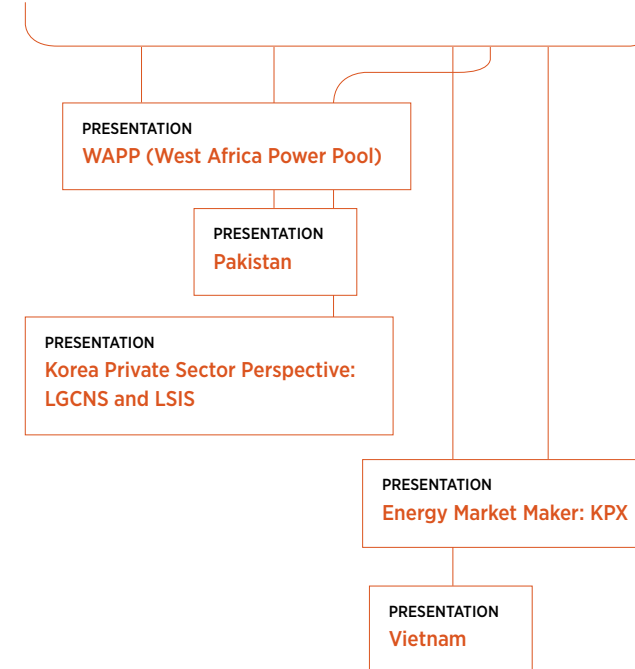 PRESENTATION
WAPP (West Africa Power Pool)
PRESENTATION
Pakistan
PRESENTATION
Korea Private Sector Perspective:
LGCNS and LSIS
PRESENTATION
Energy Market Maker: KPX
PRESENTATION
Vietnam